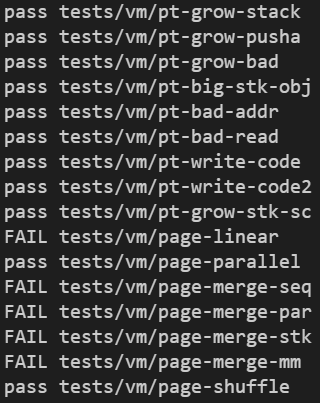 pass tests/vm/pt-grow-stack
pass tests/vm/pt-grow-pusha
pass tests/vm/pt-grow-bad
pass tests/vm/pt-big-stk-obj
pass tests/vm/pt-bad-addr
pass tests/vm/pt-bad-read
pass tests/vm/pt-write-code
pass tests/vm/pt-write-code2
pass tests/vm/pt-grow-stk-sc
FAIL tests/vm/page-linear
pass tests/vm/page-parallel
FAIL tests/vm/page-merge-seq
FAIL tests/vm/page-merge-par
FAIL tests/vm/page-merge-stk
FAIL tests/vm/page-merge-mm
pass tests/vm/page-shuffle